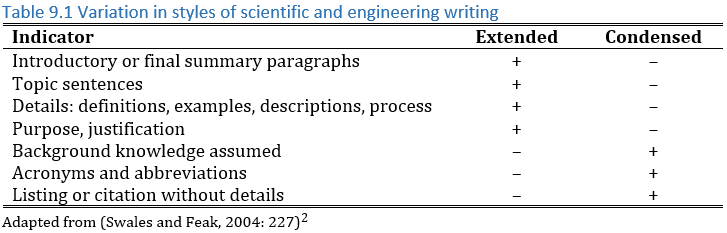 Table 9.1 Variation in styles of scientific and engineering writing
Indicator Extended Condensed
Introductory or final summary paragraphs + –
Topic sentences + –
Details: definitions, examples, descriptions, process + –
Purpose, justification + –
Background knowledge assumed – +
Acronyms and abbreviations – +
Listing or citation without details – +
Adapted from (Swales and Feak, 2004: 227)2